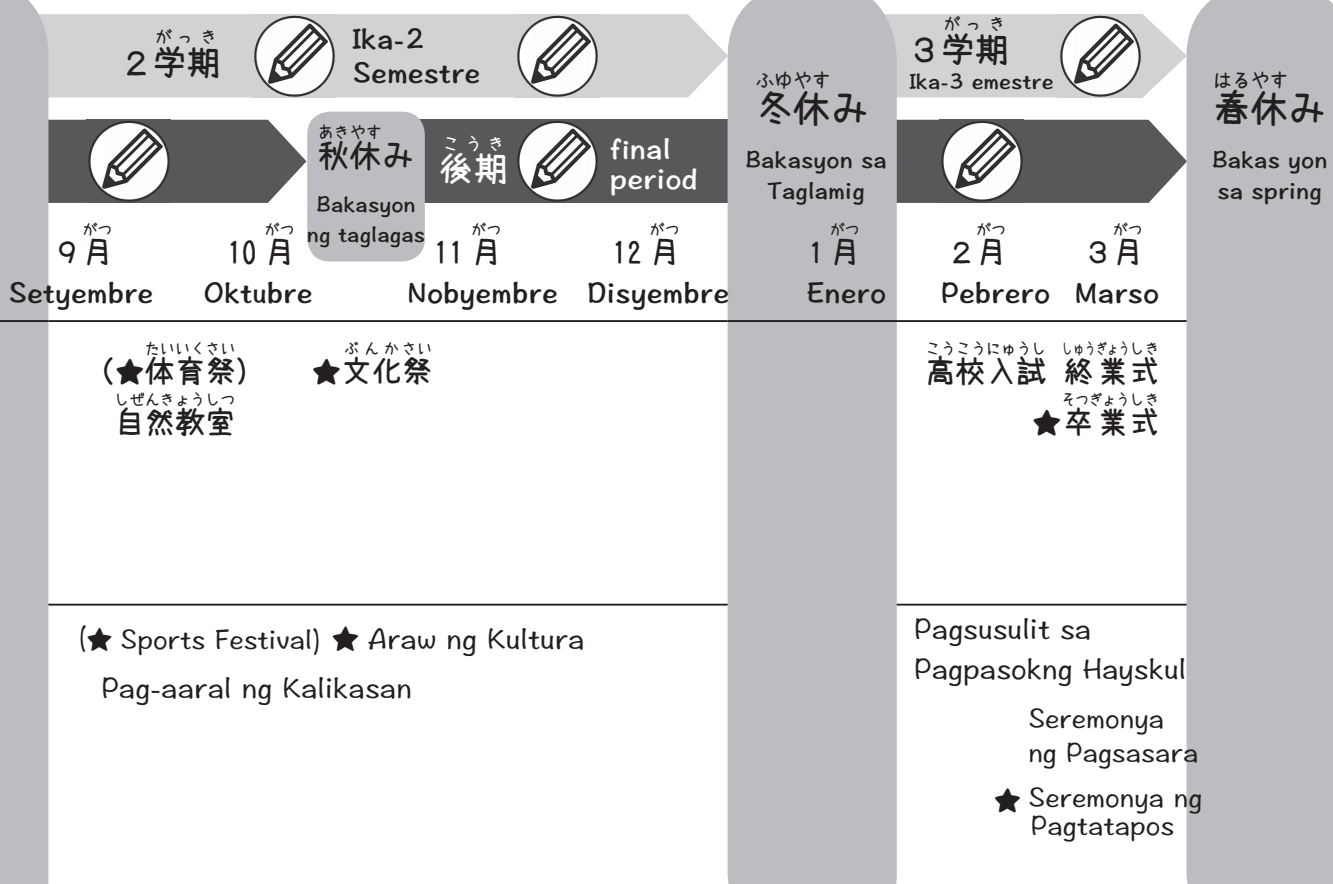 がっき
2学期
Ika-2
Semestre
がっき
3学期
Ika-3 emestre
ふゆやす
冬休み
Bakasyon sa
Taglamig
はるやす
春休み
Bakas yon
sa spring
あきやす
秋休み
Bakasyon
ng taglagas
こうき
後期
final
period
がつ がつ がつ がつ がつ がつ がつ
9月 10月 11月 12月 1月 2月 3月
Setyembre Oktubre Nobyembre Disyembre Enero Pebrero Marso
たいいくさい ぶんかさい
(★体育祭) ★文化祭
しぜんきょうしつ
自然教室
こうこうにゅうし しゅうぎょうしき
高校入試 終業式
そつぎょうしき
★卒業式
(★ Sports Festival) ★ Araw ng Kultura
Pag-aaral ng Kalikasan
Pagsusulit sa
Pagpasokng Hayskul
Seremonya
ng Pagsasara
★ Seremonya ng
Pagtatapos